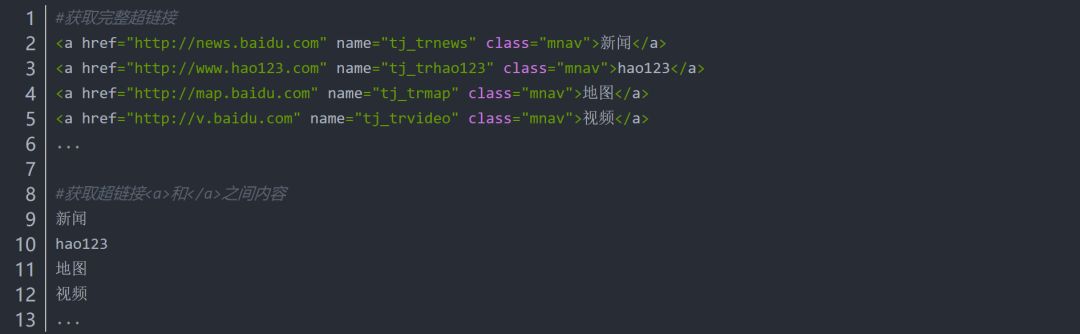 1 #获取完整超链接
2 <a href="http://news.baidu.com" name="tj_trnews" class="mnav">新闻</a>
3 <a href="http://www.hao123.com" name="tj_trhao123" class="mnav">hao123</a>
4 <a href="http://map.baidu.com" name="tj_trmap" class="mnav">地图</a>
5 <a href="http://v.baidu.com" name="tj_trvideo" class="mnav">视频</a>
6 ...
7
8 #获取超链接<a>和</a>之间内容
9 新闻
10 hao123
11 地图
12 视频
13 ...